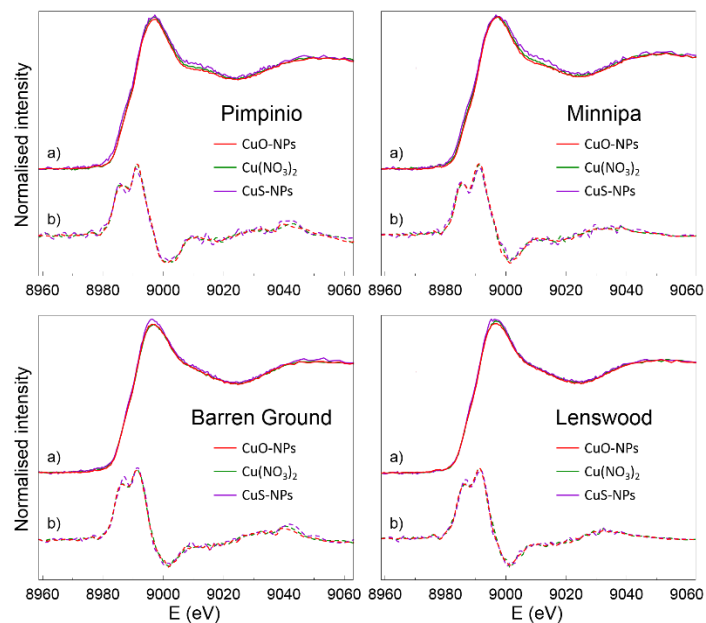 Normalised intensity
Pimpinio
a)
CuO-NPs
Cu(NO₃)₂
CuS-NPs
b)
8960 8980 9000 9020 9040 9060
Minnipa
a)
CuO-NPs
Cu(NO₃)₂
CuS-NPs
b)
8960 8980 9000 9020 9040 9060
Normalised intensity
Barren Ground
a)
CuO-NPs
Cu(NO₃)₂
CuS-NPs
b)
8960 8980 9000 9020 9040 9060
E (eV)
Lenswood
a)
CuO-NPs
Cu(NO₃)₂
CuS-NPs
b)
8960 8980 9000 9020 9040 9060
E (eV)